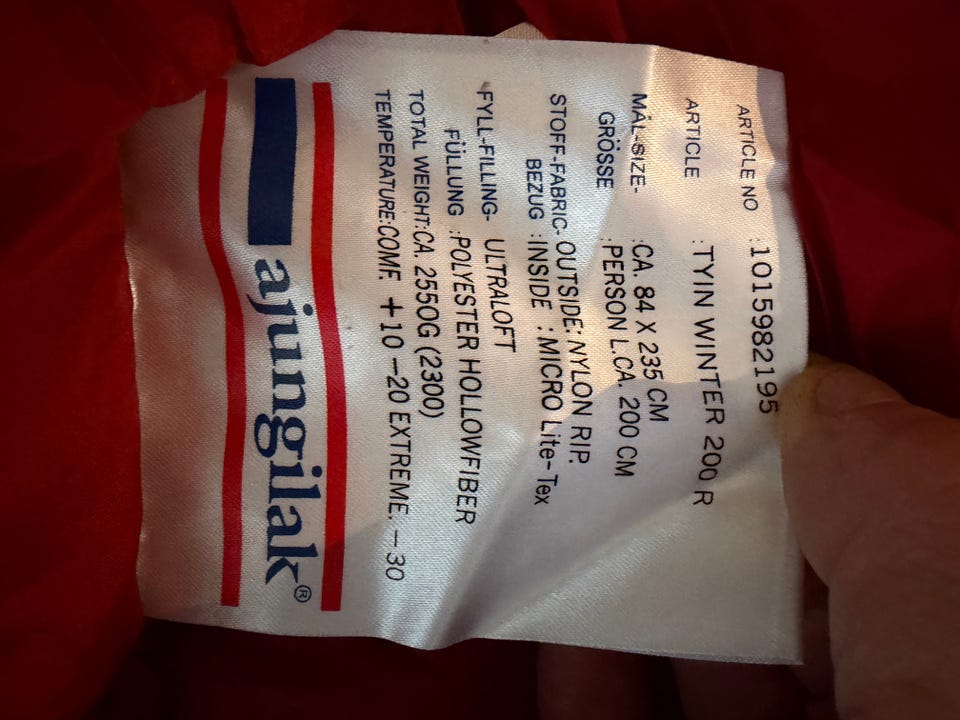 ARTICLE NO :1015982195
ARTICLE :TYIN WINTER 200 R
MÅL-SIZE- :CA. 84 X 235 CM
GRÖSSE :PERSON L.CA. 200 CM
STOFF-FABRIC-OUTSIDE:NYLON RIP.
BEZUG :INSIDE :MICRO Lite-Tex
FYLL-FILLING- ULTRALOFT
FÜLLUNG :POLYESTER HOLLOWFIBER
TOTAL WEIGHT:CA. 2550G (2300)
TEMPERATURE:COMF. +10 -20 EXTREME. -30
ajungilak®